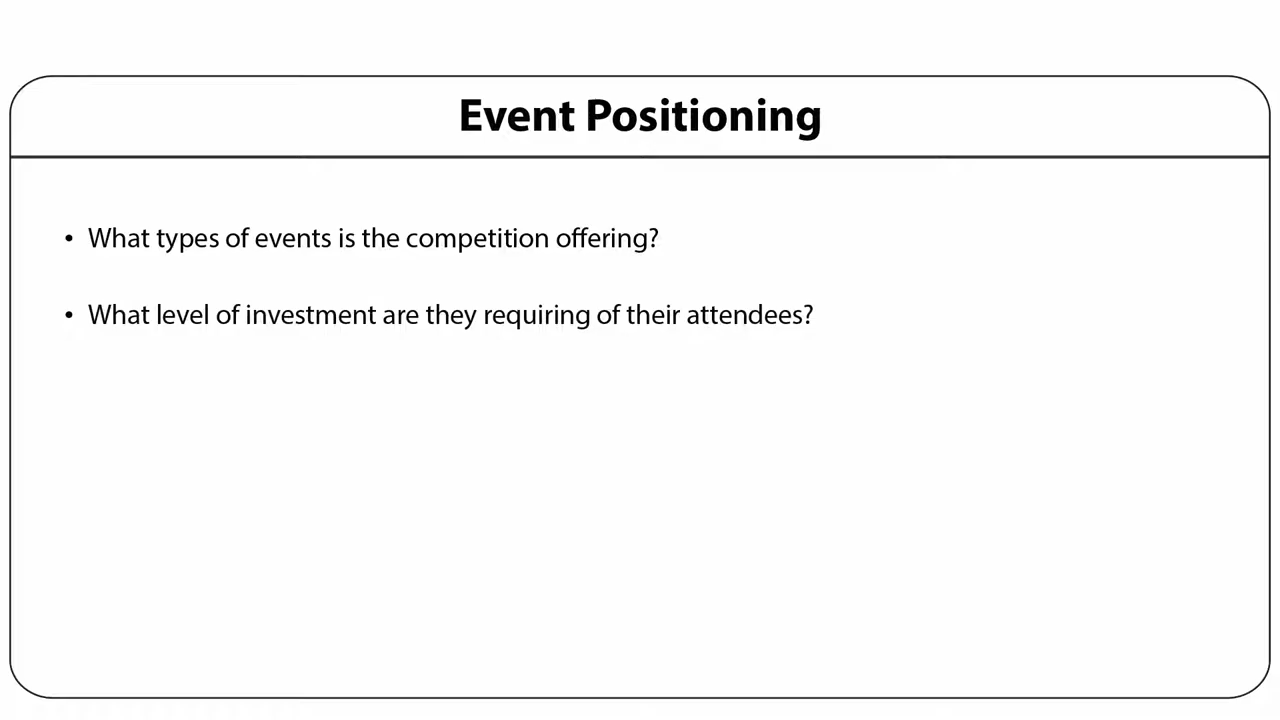 Event Positioning
• What types of events is the competition offering?
• What level of investment are they requiring of their attendees?